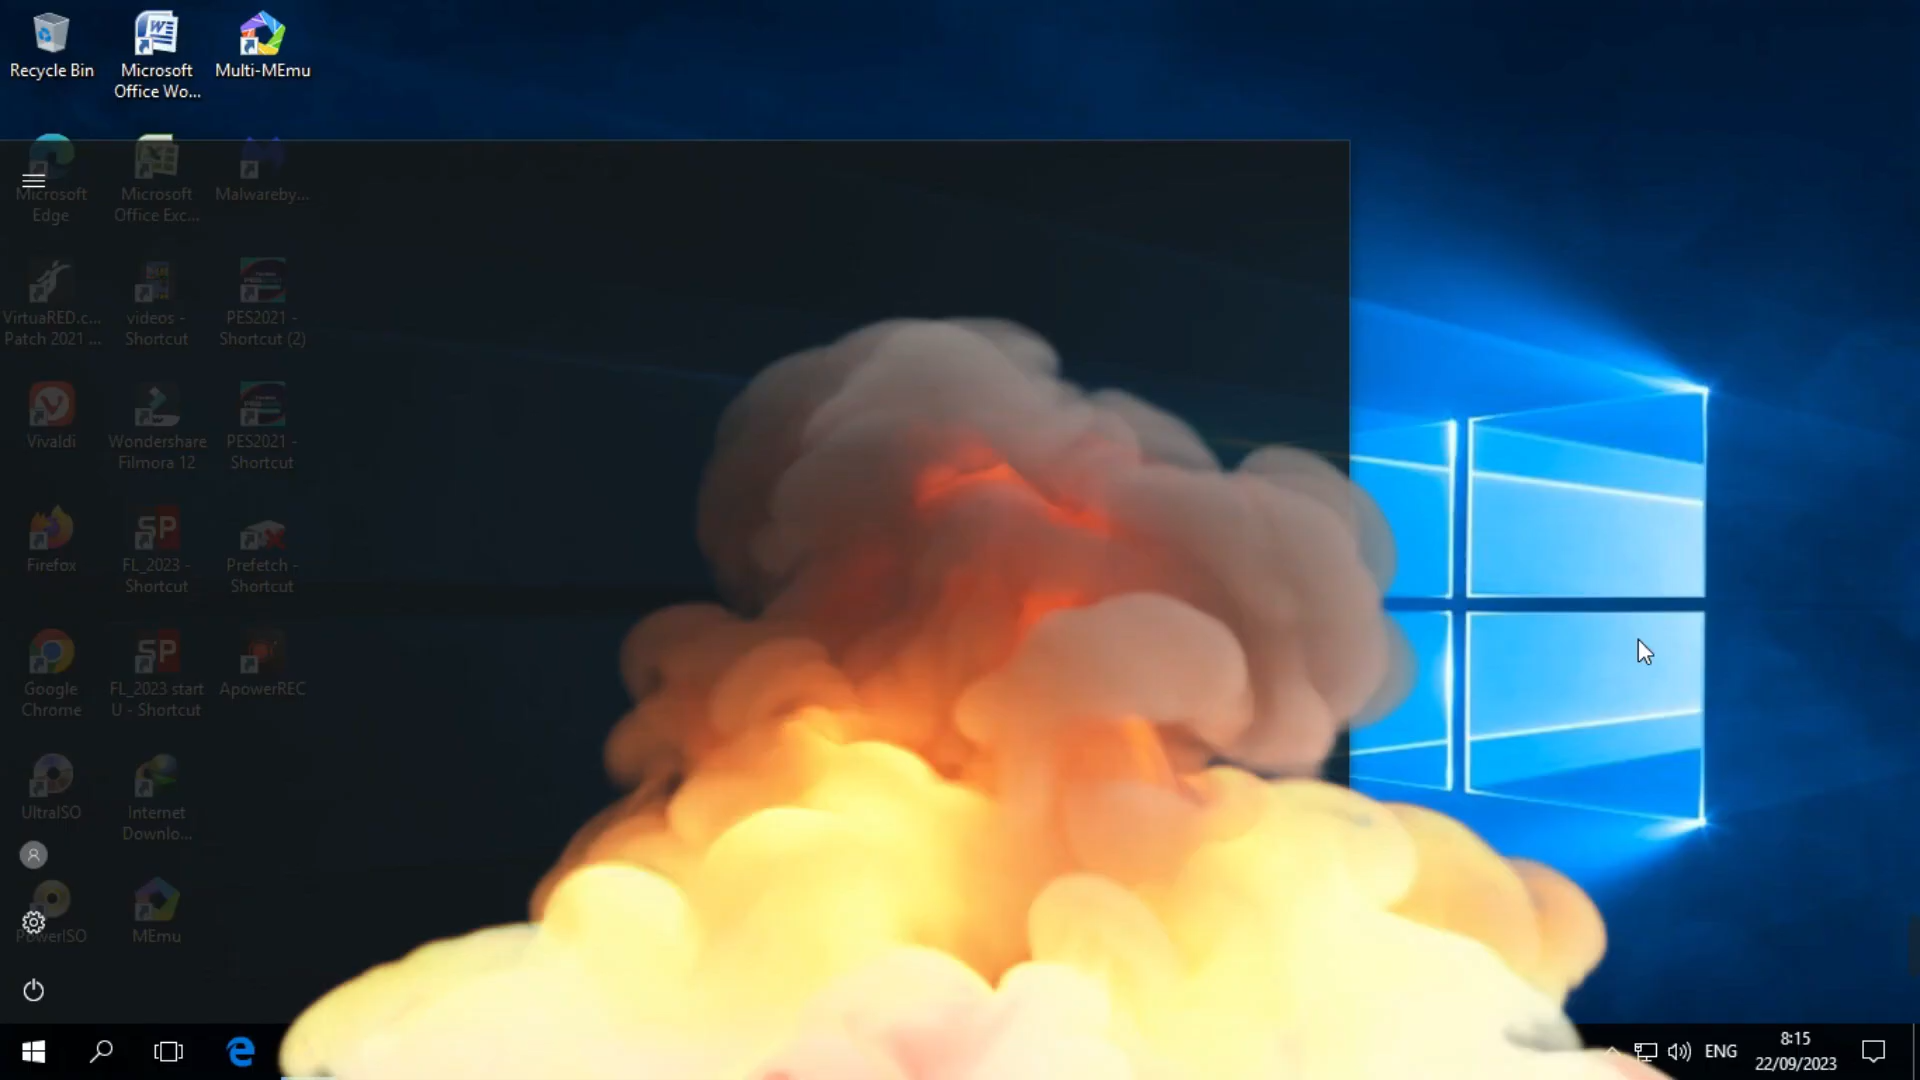 Recycle Bin
Microsoft
Office Wo...
Multi-MEmu
Microsoft
Edge
Microsoft
Office Exc...
Malwareby...
VirtuaRED.c...
Patch 2021 ...
videos -
Shortcut
PES2021 -
Shortcut (2)
Vivaldi
Wondershare
Filmora 12
PES2021 -
Shortcut
Firefox
SP
FL_2023 -
Shortcut
Prefetch -
Shortcut
Google
Chrome
SP
FL_2023 start
U - Shortcut
ApowerREC
UltraISO
Internet
Downlo...
PowerISO
MEmu
ENG
8:15
22/09/2023